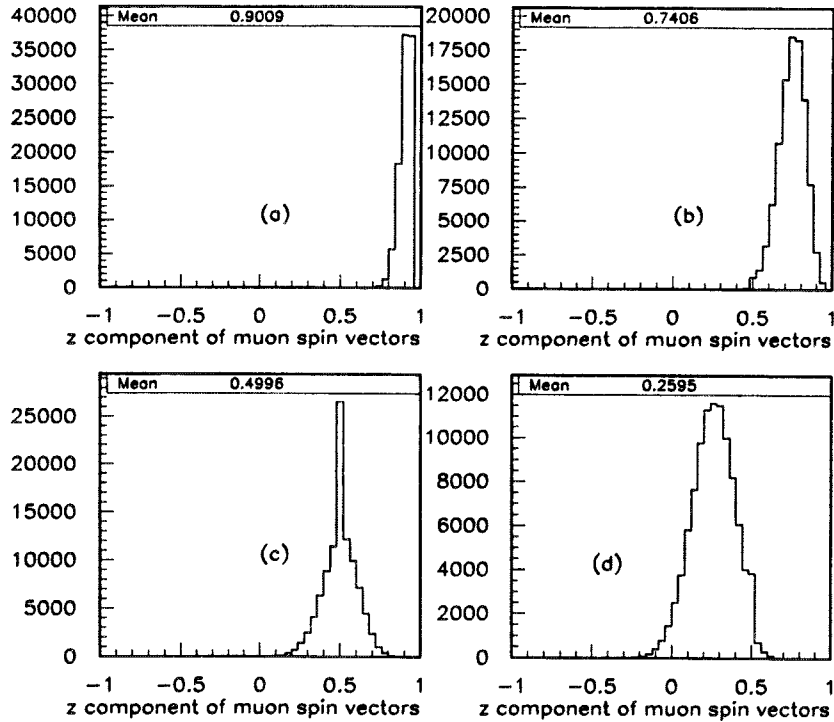 Mean 0.9009
40000
35000
30000
25000
20000
15000
10000
5000
0
(a)
-1 -0.5 0 0.5 1
z component of muon spin vectors
Mean 0.7406
20000
17500
15000
12500
10000
7500
5000
2500
0
(b)
-1 -0.5 0 0.5 1
z component of muon spin vectors
Mean 0.4996
25000
20000
15000
10000
5000
0
(c)
-1 -0.5 0 0.5 1
z component of muon spin vectors
Mean 0.2595
12000
10000
8000
6000
4000
2000
0
(d)
-1 -0.5 0 0.5 1
z component of muon spin vectors